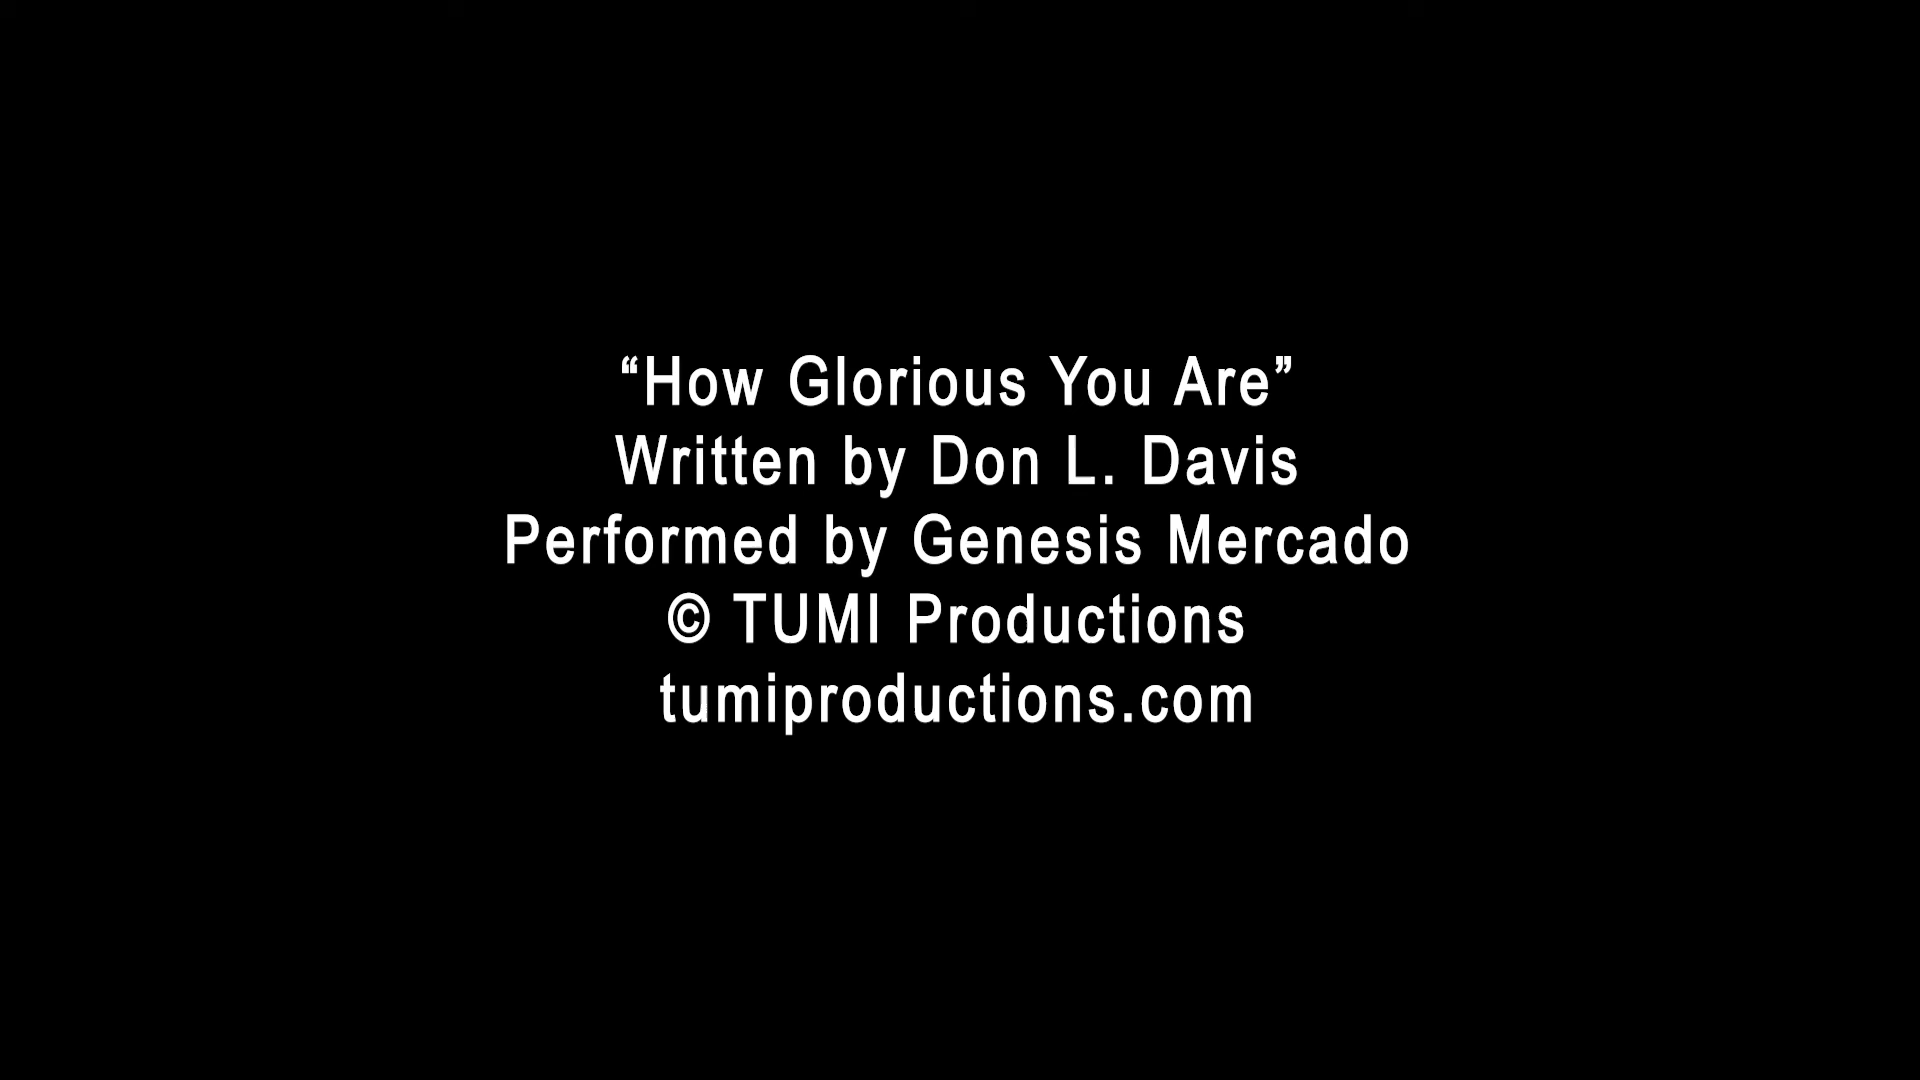 “How Glorious You Are”
Written by Don L. Davis
Performed by Genesis Mercado
© TUMI Productions
tumiproductions.com